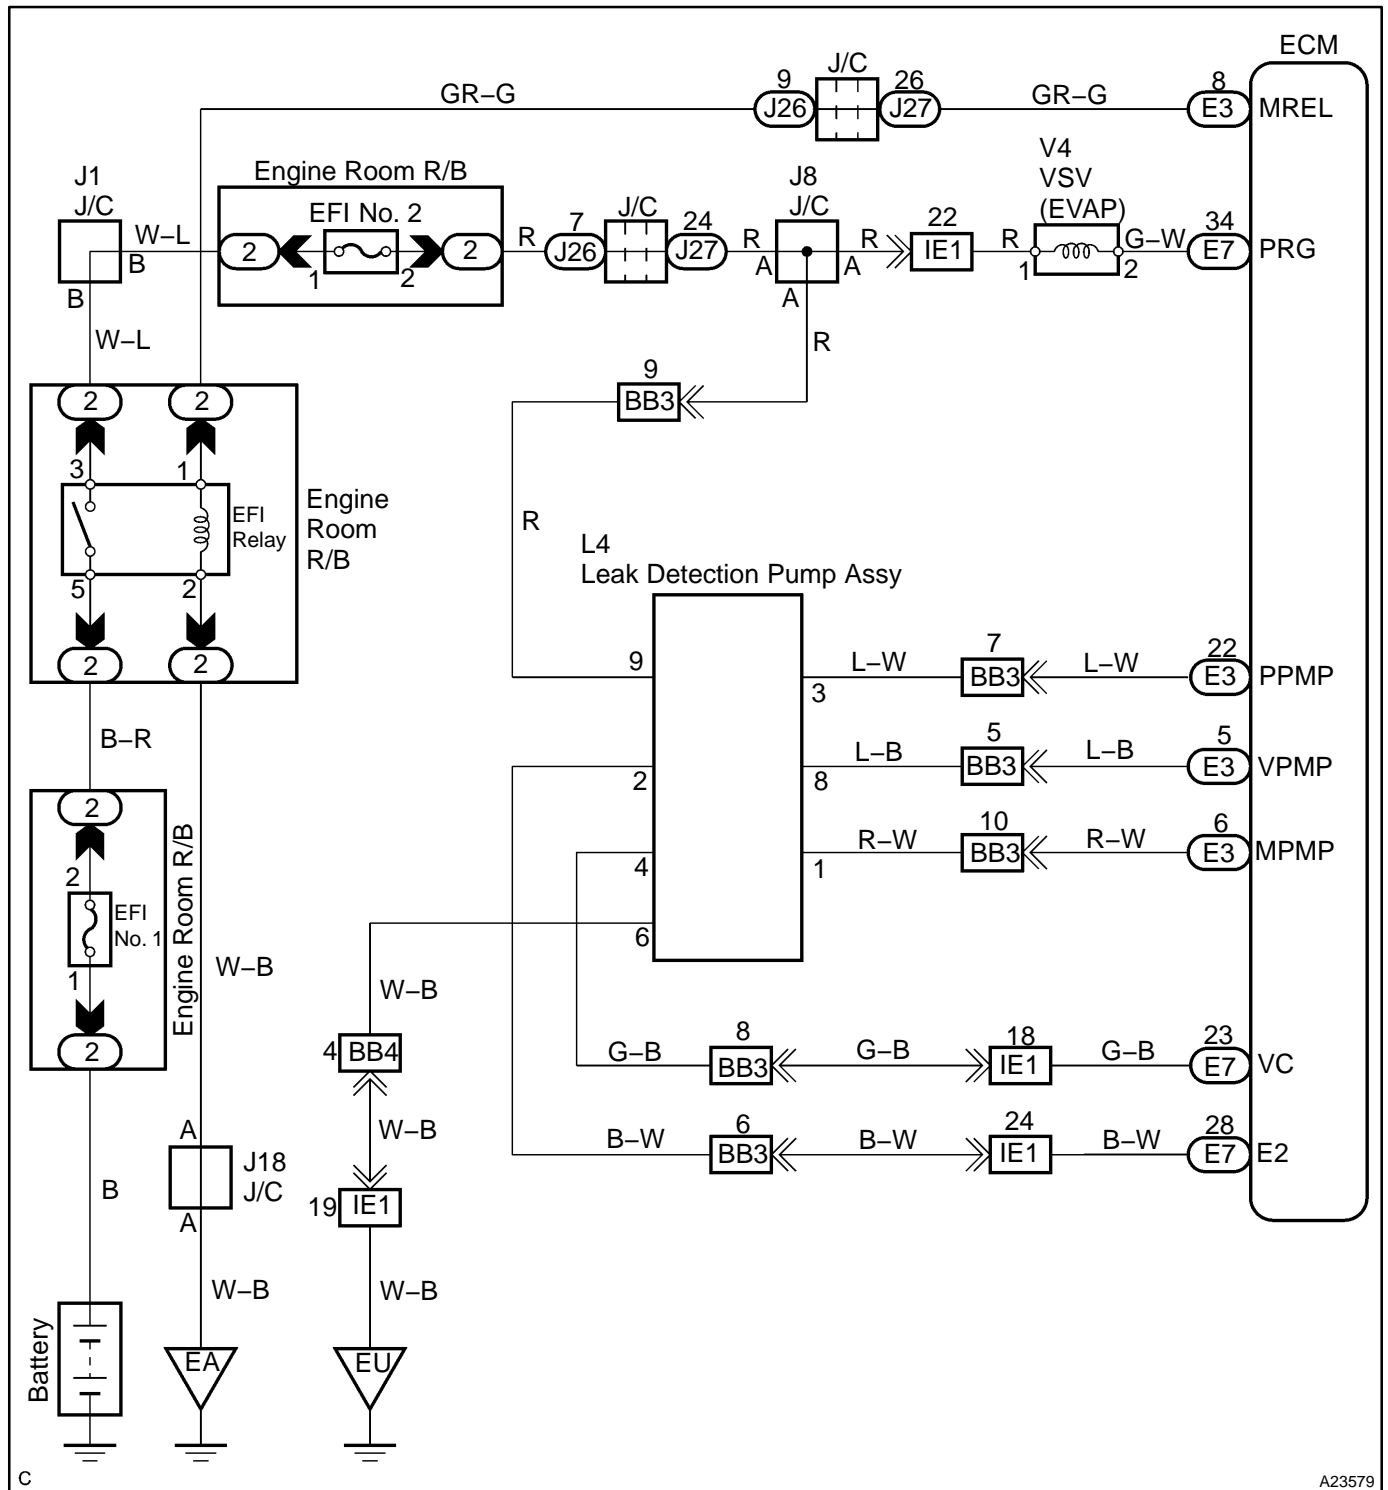 ECM
J/C
9
26
8
GR–G
J26
J27
GR–G
E3
MREL
Engine Room R/B
V4
VSV
(EVAP)
J1
J/C
EFI No. 2
7
J/C
24
J8
J/C
22
34
W–L
B
2
1
2
2
R
J26
J27
R
A
A
R
IE1
R
1
2
G–W
E7
PRG
B
A
W–L
R
9
BB3
2
2
3
1
EFI
Relay
Engine
Room
R/B
R
5
2
L4
Leak Detection Pump Assy
2
2
9
3
L–W
7
BB3
L–W
22
E3
PPMP
B–R
2
8
L–B
5
BB3
L–B
5
E3
VPMP
2
Engine Room R/B
4
1
R–W
10
BB3
R–W
6
E3
MPMP
2
EFI
No. 1
1
6
W–B
W–B
2
4
BB4
G–B
8
BB3
G–B
18
IE1
G–B
23
E7
VC
A
W–B
B–W
6
BB3
B–W
24
IE1
B–W
28
E7
E2
J18
J/C
B
A
19
IE1
W–B
W–B
Battery
EA
EU
C
A23579